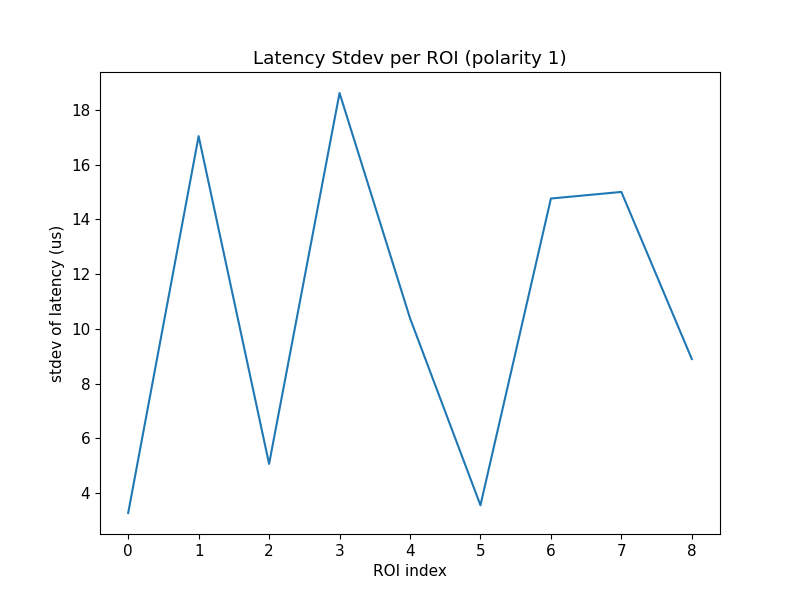 Latency Stdev per ROI (polarity 1)
stdev of latency (us)
18
16
14
12
10
8
6
4
0 1 2 3 4 5 6 7 8
ROI index